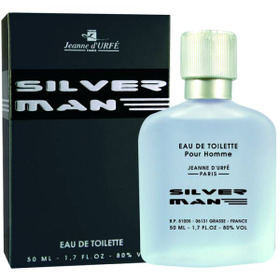 Jeanne d'URFÉ
PARIS
SILVER
MAN
EAU DE TOILETTE
50 ML - 1,7 FL.OZ - 80% VOL
EAU DE TOILETTE
Pour Homme
JEANNE D'URFÉ
PARIS
SILVER
MAN
B.P. 61006 - 06131 GRASSE - FRANCE
50 ML - 1,7 FL.OZ - 80% VOL